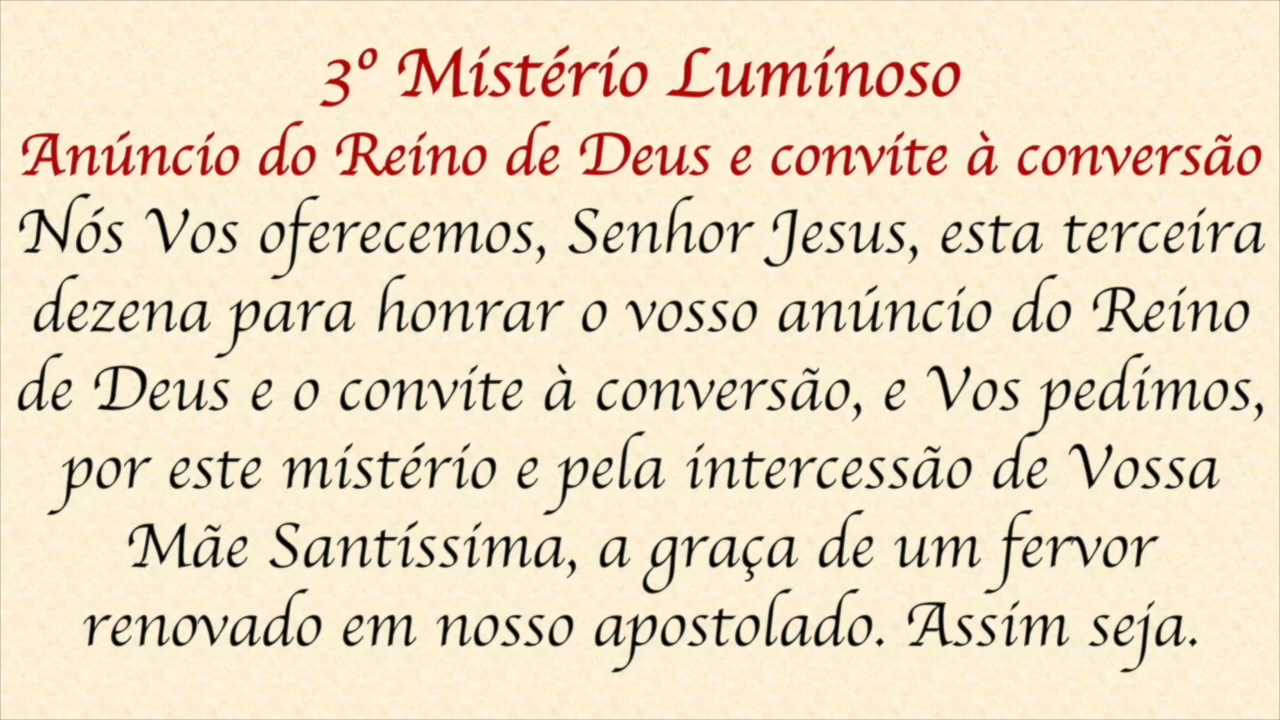 3º Mistério Luminoso
Anúncio do Reino de Deus e convite à conversão
Nós Vos oferecemos, Senhor Jesus, esta terceira
dezena para honrar o vosso anúncio do Reino
de Deus e o convite à conversão, e Vos pedimos,
por este mistério e pela intercessão de Vossa
Mãe Santíssima, a graça de um fervor
renovado em nosso apostolado. Assim seja.